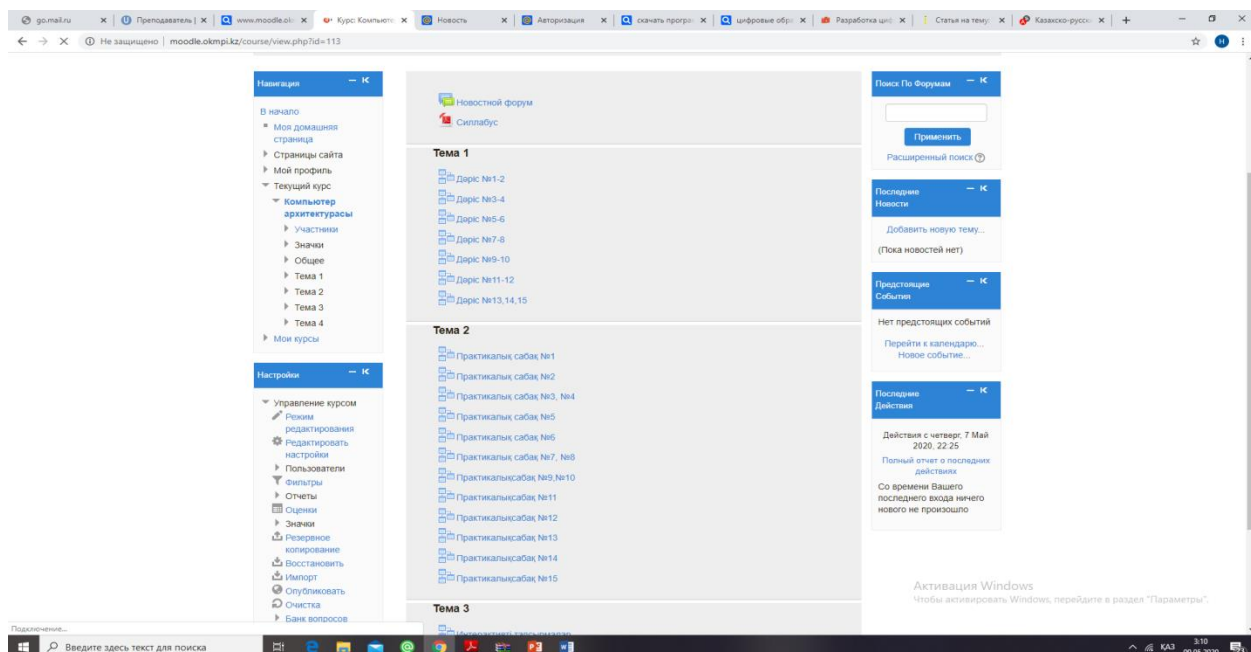 go.mail.ru
Преподаватель |
www.moodle.ok
Курс: Компьюте
Новость
Авторизация
скачать програ
цифровые обр
Разработка циф
Статья на тему
Казахско-русск
Не защищено | moodle.okmpi.kz/course/view.php?id=113
Навигация
В начало
Моя домашняя
страница
Страницы сайта
Мой профиль
Текущий курс
Компьютер
архитектурасы
Участники
Значки
Общее
Тема 1
Тема 2
Тема 3
Тема 4
Мои курсы
Настройки
Управление курсом
Режим
редактирования
Редактировать
настройки
Пользователи
Фильтры
Отчеты
Оценки
Значки
Резервное
копирование
Восстановить
Импорт
Опубликовать
Очистка
Банк вопросов
Новостной форум
Силлабус
Тема 1
Дәріс №1-2
Дәріс №3-4
Дәріс №5-6
Дәріс №7-8
Дәріс №9-10
Дәріс №11-12
Дәріс №13,14,15
Тема 2
Практикалық сабақ №1
Практикалық сабақ №2
Практикалық сабақ №3, №4
Практикалық сабақ №5
Практикалық сабақ №6
Практикалық сабақ №7, №8
Практикалықсабақ №9,№10
Практикалықсабақ №11
Практикалықсабақ №12
Практикалықсабақ №13
Практикалықсабақ №14
Практикалықсабақ №15
Тема 3
Интерактивті тапсырмалар
Поиск По Форумам
Применить
Расширенный поиск
Последние
Новости
Добавить новую тему...
(Пока новостей нет)
Предстоящие
События
Нет предстоящих событий
Перейти к календарю...
Новое событие...
Последние
Действия
Действия с четверг, 7 Май
2020, 22:25
Полный отчет о последних
действиях
Со времени Вашего
последнего входа ничего
нового не произошло
Активация Windows
Чтобы активировать Windows, перейдите в раздел "Параметры".
Подключение...
Введите здесь текст для поиска
ҚАЗ
3:10
09.05.2020